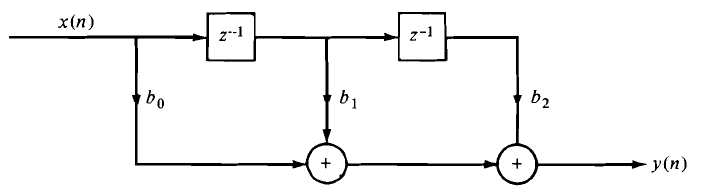 x(n)
z⁻¹ z⁻¹
b₀ b₁ b₂
+ + y(n)